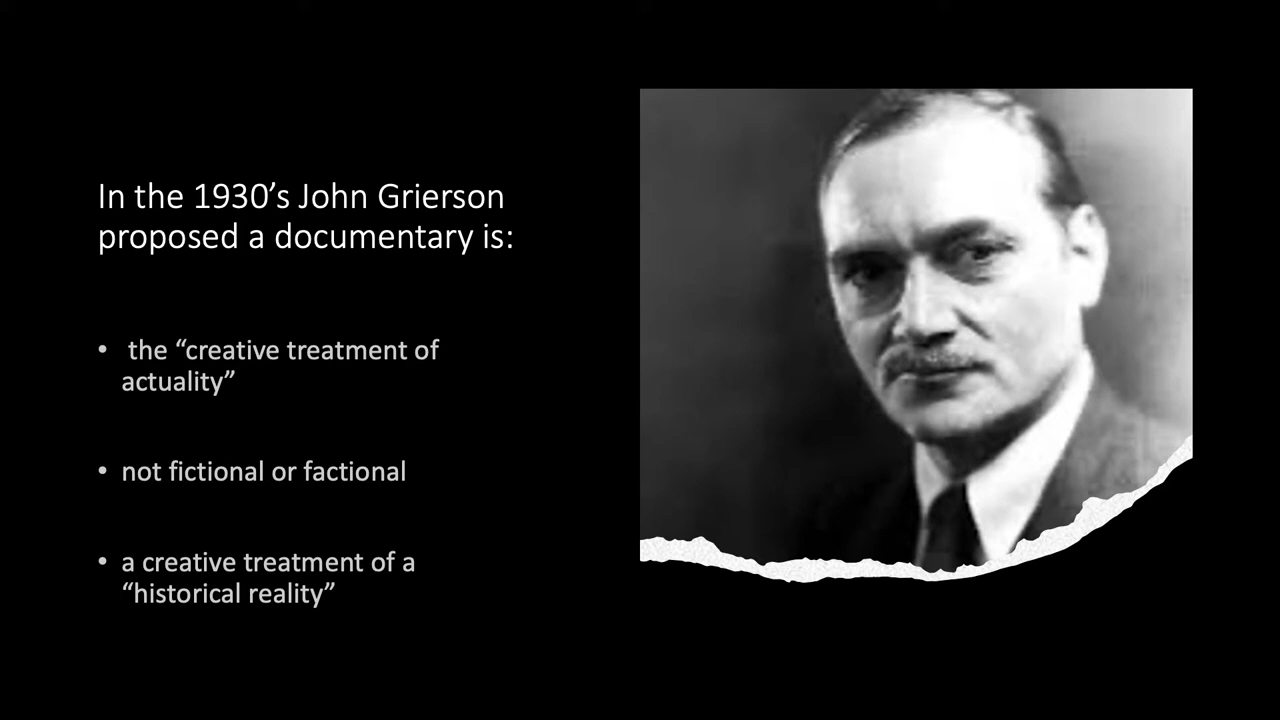 In the 1930’s John Grierson
proposed a documentary is:
• the “creative treatment of
actuality”
• not fictional or factional
• a creative treatment of a
“historical reality”